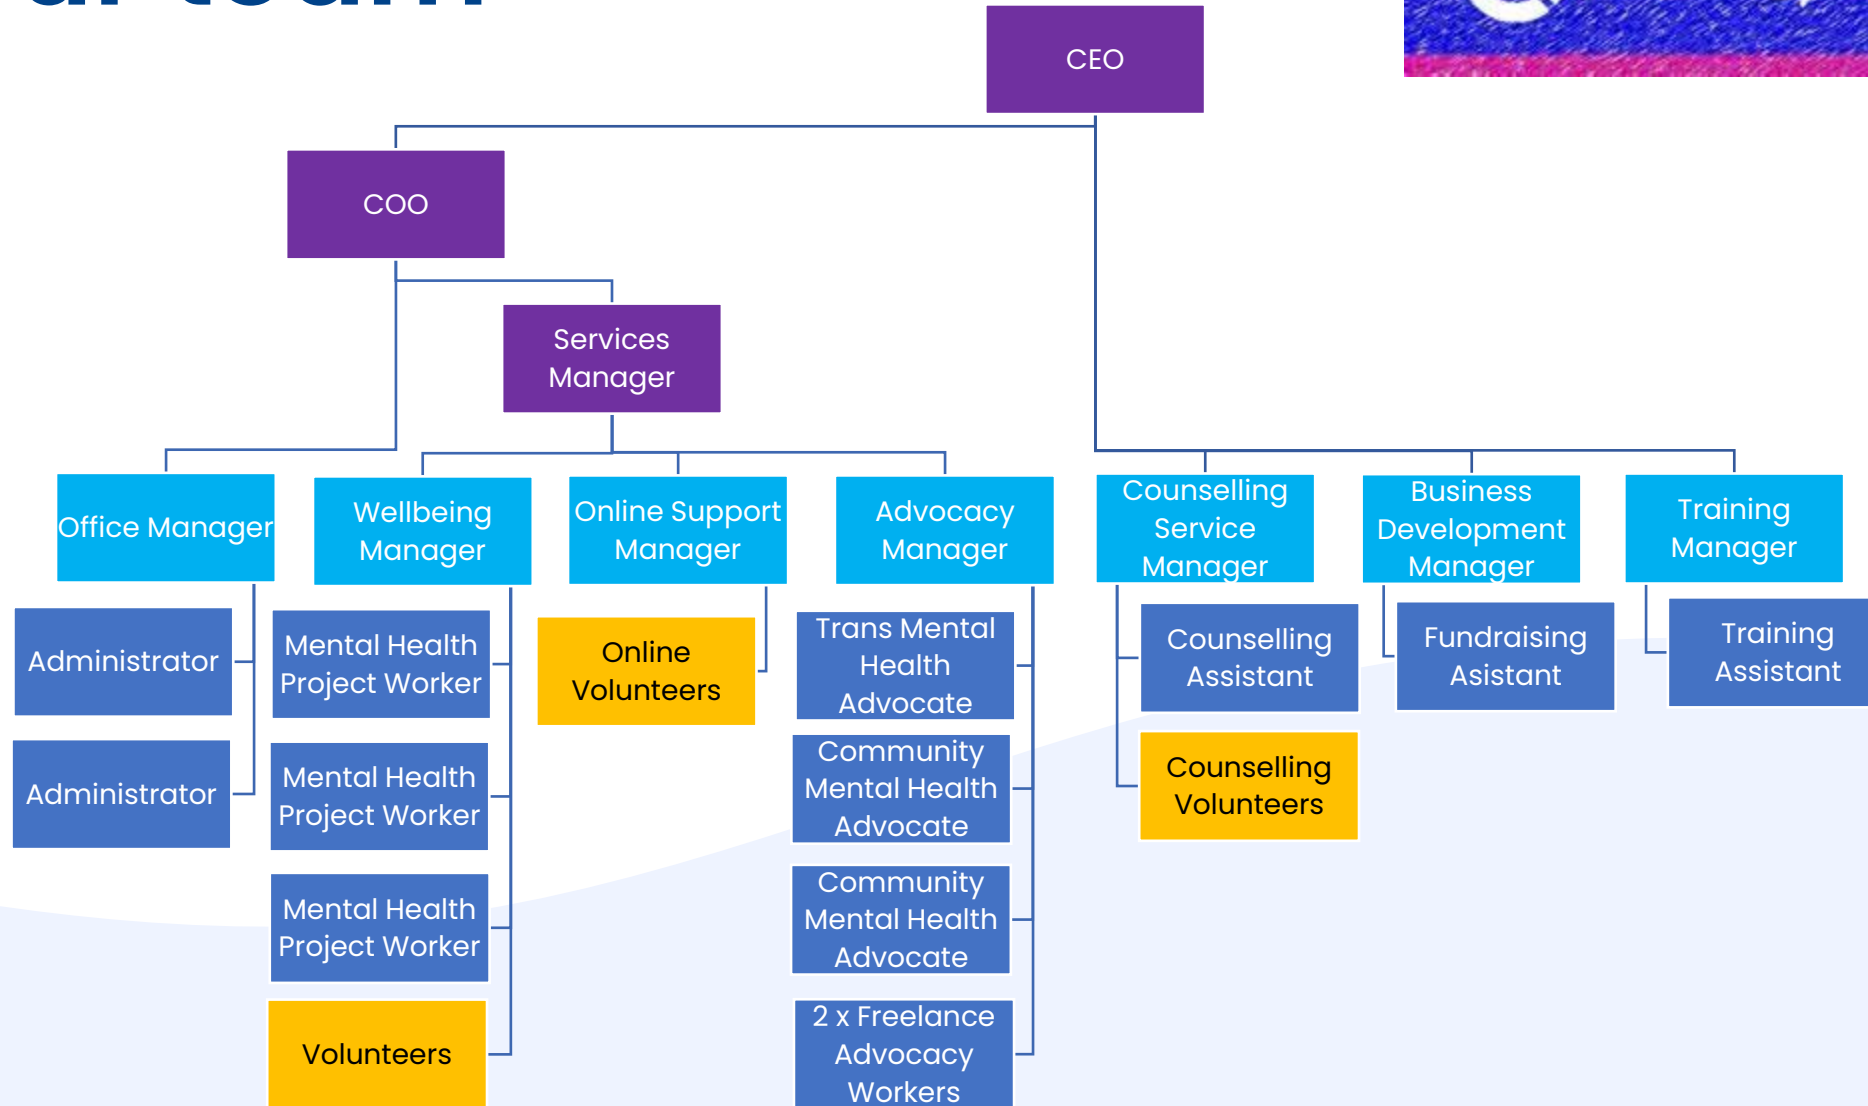 CEO
COO
Services
Manager
Office Manager
Wellbeing
Manager
Online Support
Manager
Advocacy
Manager
Counselling
Service
Manager
Business
Development
Manager
Training
Manager
Administrator
Administrator
Mental Health
Project Worker
Mental Health
Project Worker
Mental Health
Project Worker
Volunteers
Online
Volunteers
Trans Mental
Health
Advocate
Community
Mental Health
Advocate
Community
Mental Health
Advocate
2 x Freelance
Advocacy
Workers
Counselling
Assistant
Counselling
Volunteers
Fundraising
Asistant
Training
Assistant